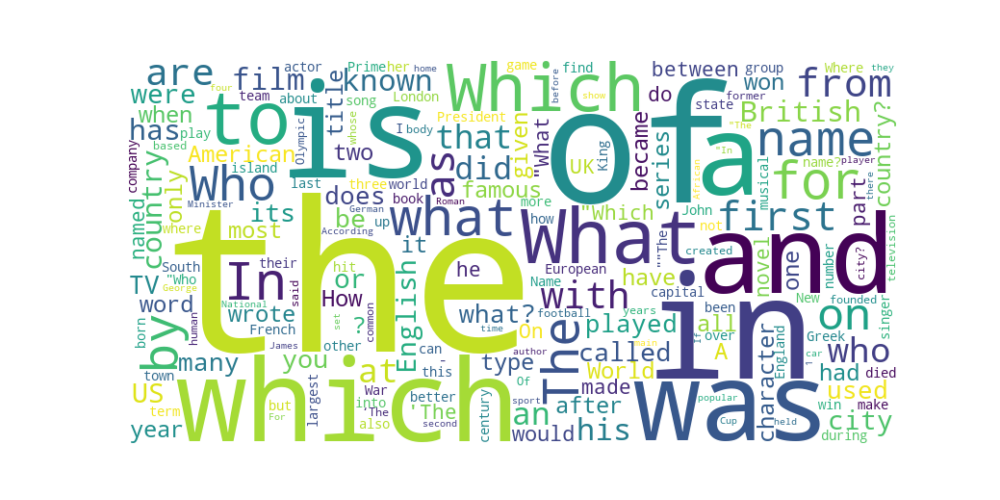 are film known Prime her home
actor
game find between group Where they
Which won from
were team about song London President before show do state former
four title whose
when to is of a British country?
has play I body that given "What UK King became series name "The
based Olympic two did "In
company American
island last three world famous
Who does as more "Which African musical for name? player
country only Minister German book Roman John there
named its be up what how What not first part
where most According it "The created and
TV South "Who In their hit or he European have novel one number city? television
the in
word George National said How English with Name capital New founded
human wrote set common what? football years been on singer
born French ? time On The played all If over Greek
by James other can - called character England 1 car
many you this author type World A who
town largest War at main had died
US which better Of made was used
term but into 'The century sport an after popular win make
year For also second would his Cup held city
during